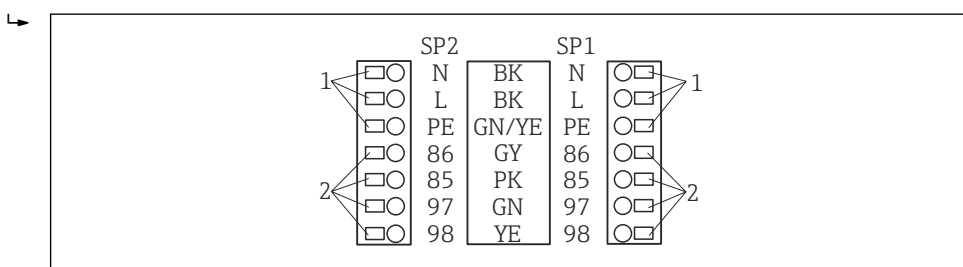 SP2 SP1
N BK N
1 L BK L 1
PE GN/YE PE
86 GY 86
2 85 PK 85 2
97 GN 97
98 YE 98